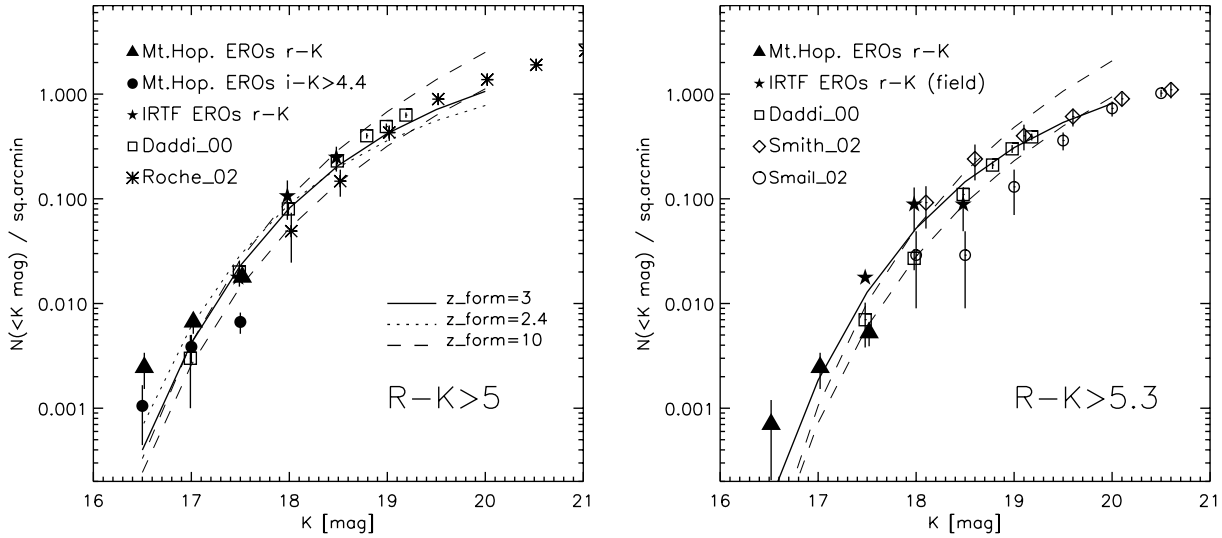 Mt.Hop. EROs r-K
Mt.Hop. EROs i-K>4.4
IRTF EROs r-K
Daddi_00
Roche_02
z_form=3
z_form=2.4
z_form=10
R-K>5
N(<K mag) / sq.arcmin
1.000
0.100
0.010
0.001
16 17 18 19 20 21
K [mag]
Mt.Hop. EROs r-K
IRTF EROs r-K (field)
Daddi_00
Smith_02
Smail_02
R-K>5.3
N(<K mag) / sq.arcmin
1.000
0.100
0.010
0.001
16 17 18 19 20 21
K [mag]